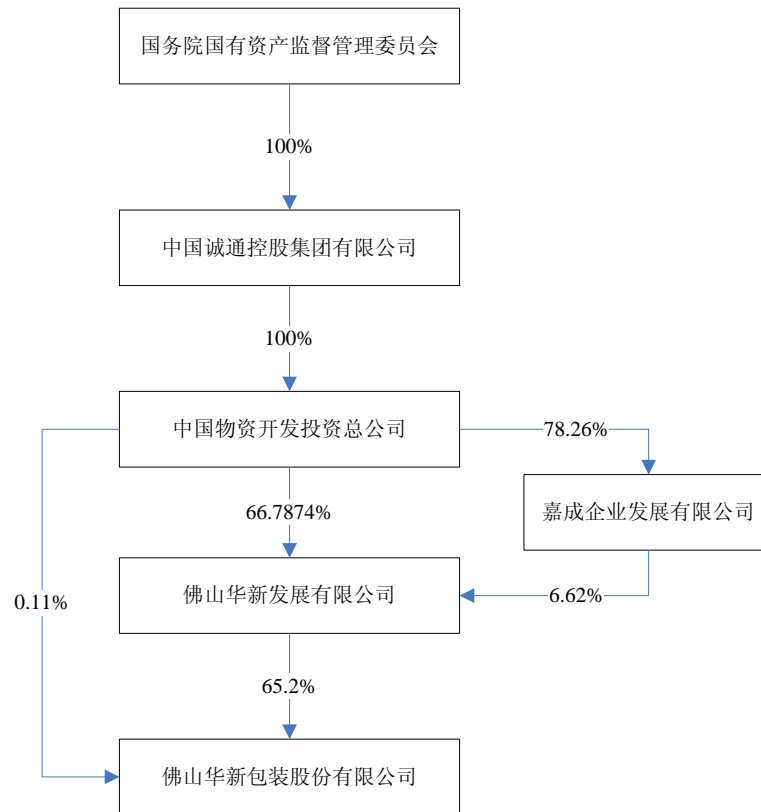 国务院国有资产监督管理委员会
100%
中国诚通控股集团有限公司
100%
中国物资开发投资总公司
78.26%
嘉成企业发展有限公司
66.7874%
佛山华新发展有限公司
6.62%
0.11%
65.2%
佛山华新包装股份有限公司